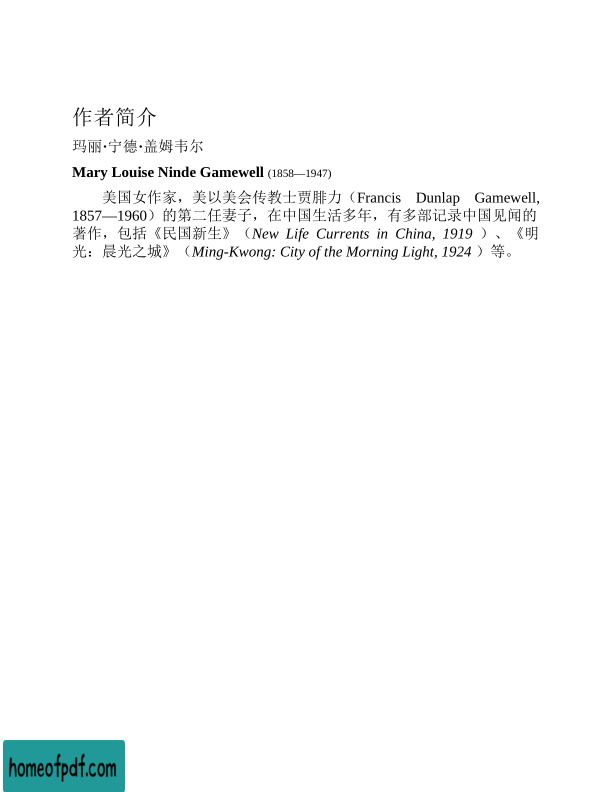 作者简介
玛丽·宁德·盖姆韦尔
Mary Louise Ninde Gamewell (1858—1947)
美国女作家，美以美会传教士贾腓力（Francis Dunlap Gamewell,
1857—1960）的第二任妻子，在中国生活多年，有多部记录中国见闻的
著作，包括《民国新生》（New Life Currents in China, 1919 ）、《明
光：晨光之城》（Ming-Kwong: City of the Morning Light, 1924 ）等。
homeofpdf.com